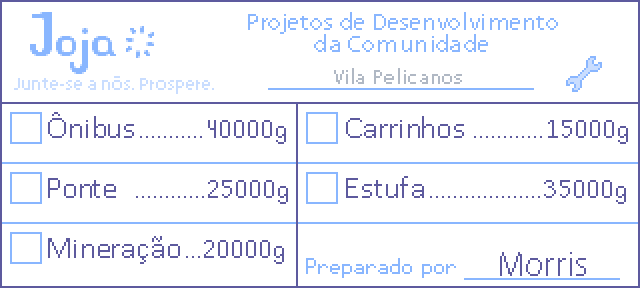 Joja
Projetos de Desenvolvimento
da Comunidade
Junte-se a nõs. Prospere.
Vila Pelicanos
Ônibus...........40000g
Carrinhos ...........15000g
Ponte ...........25000g
Estufa.................35000g
Mineração...20000g
Preparado por Morris